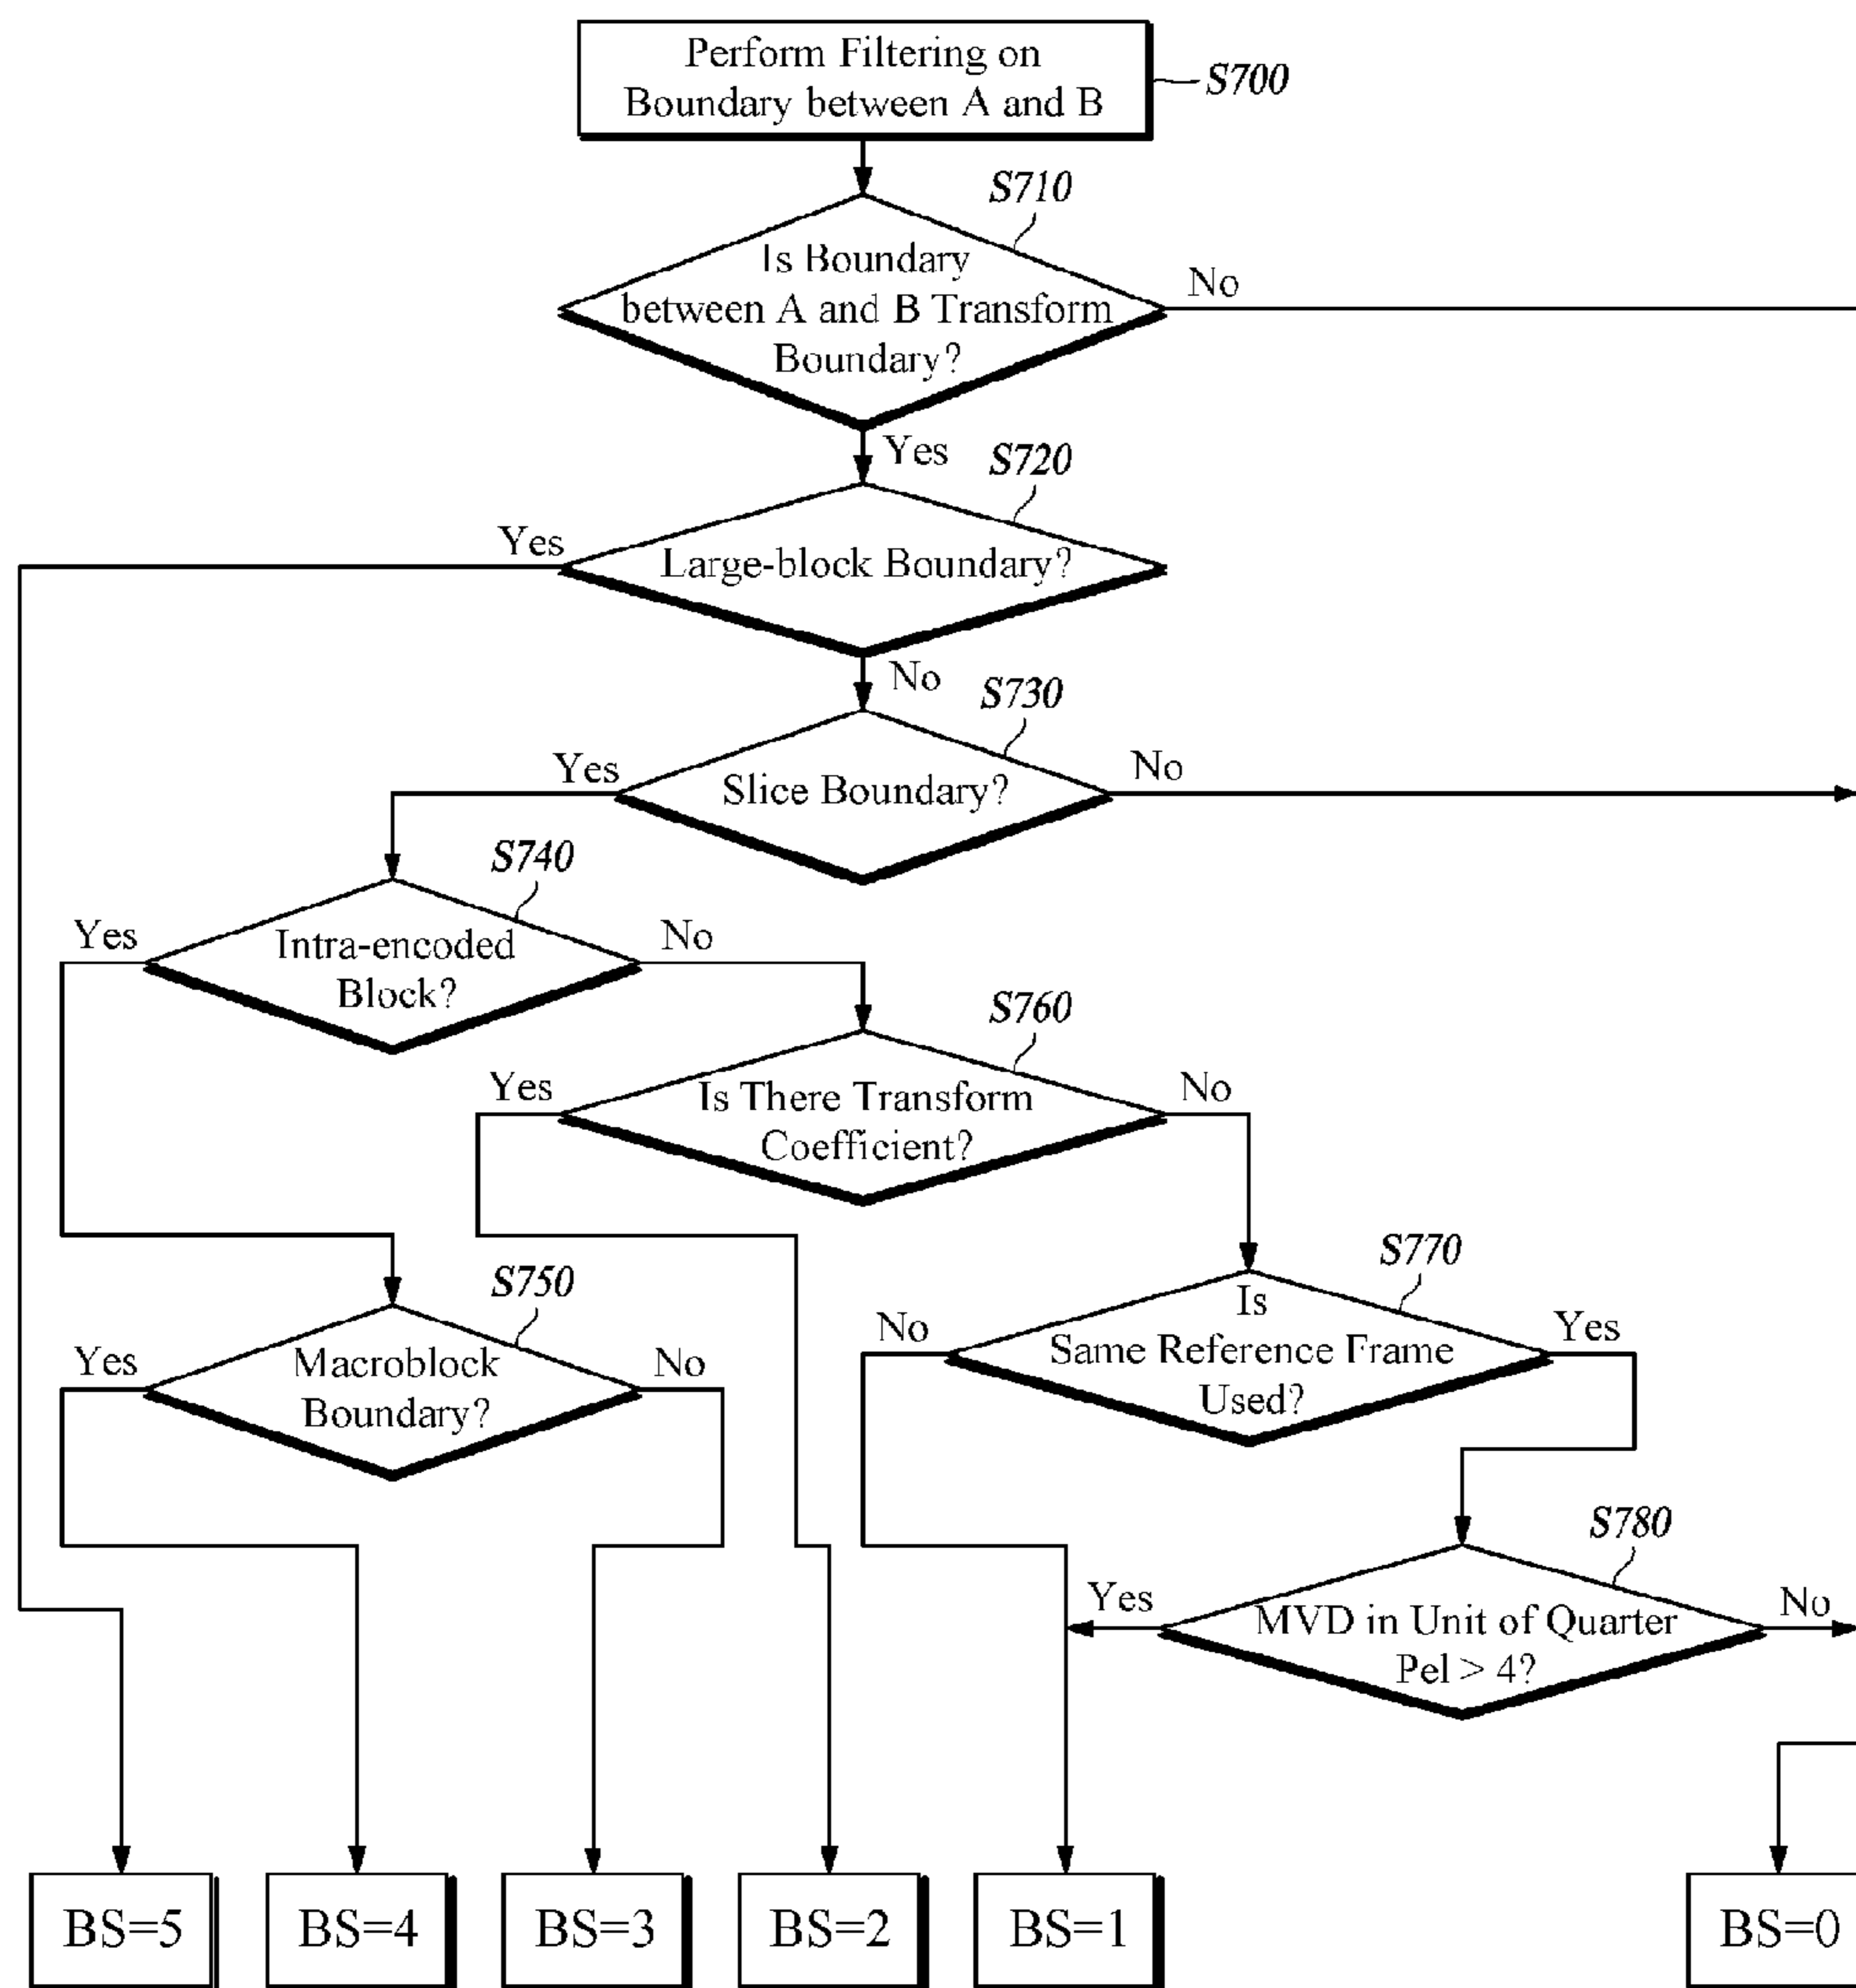 Perform Filtering on
Boundary between A and B
S700
S710
Is Boundary
between A and B Transform
Boundary?
No
Yes
S720
Yes
Large-block Boundary?
No
S730
Yes
Slice Boundary?
No
S740
Yes
Intra-encoded
Block?
No
S760
Yes
Is There Transform
Coefficient?
No
S750
Yes
Macroblock
Boundary?
No
S770
No
Is
Same Reference Frame
Used?
Yes
S780
Yes
MVD in Unit of Quarter
Pel > 4?
No
BS=5
BS=4
BS=3
BS=2
BS=1
BS=0